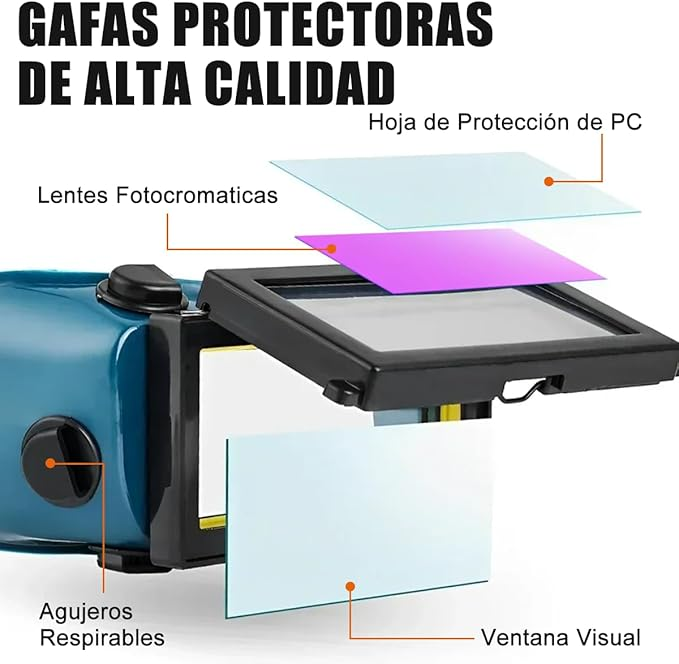 GAFAS PROTECTORAS
DE ALTA CALIDAD
Hoja de Protección de PC
Lentes Fotocromaticas
Agujeros
Respirables
Ventana Visual